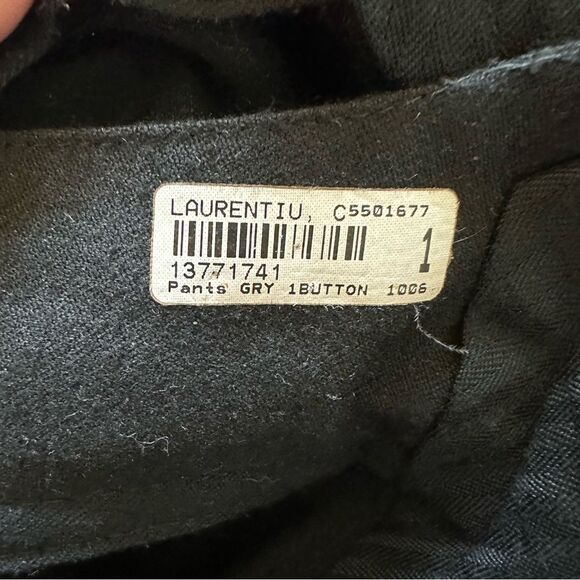 LAURENTIU, C5501677
1
13771741
Pants GRY 1BUTTON 1006